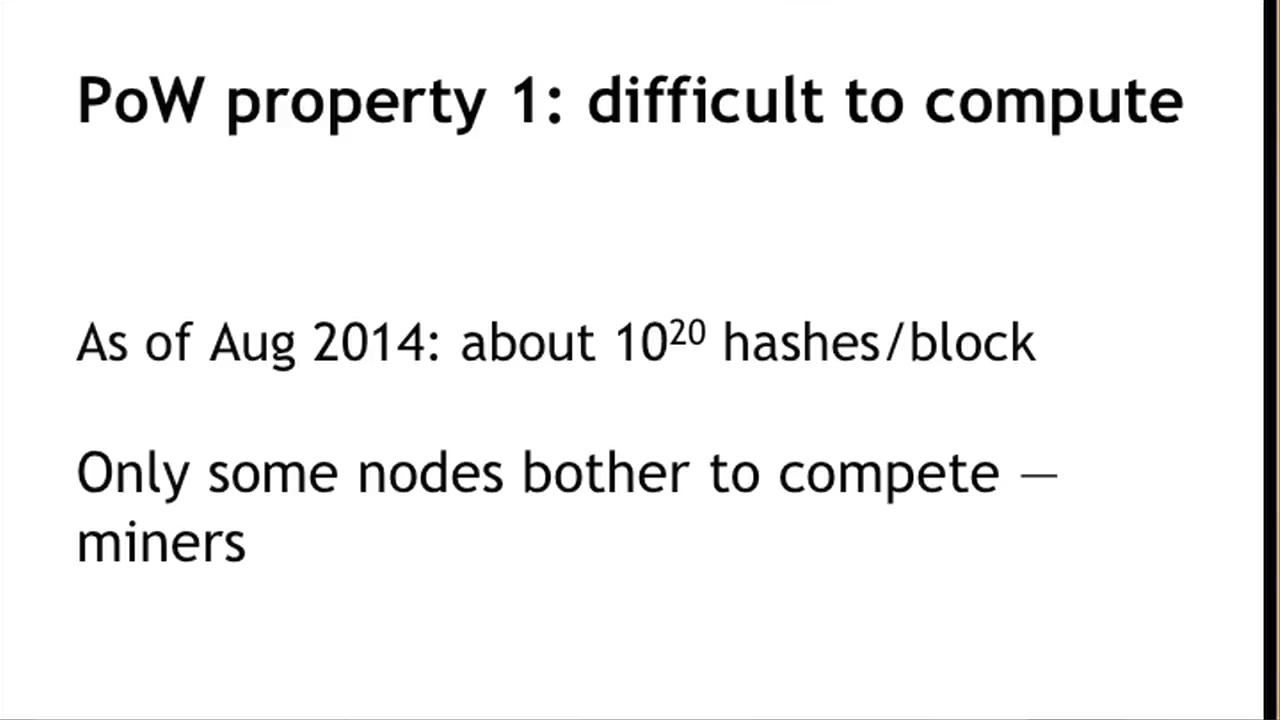 PoW property 1: difficult to compute
As of Aug 2014: about 10²⁰ hashes/block
Only some nodes bother to compete —
miners